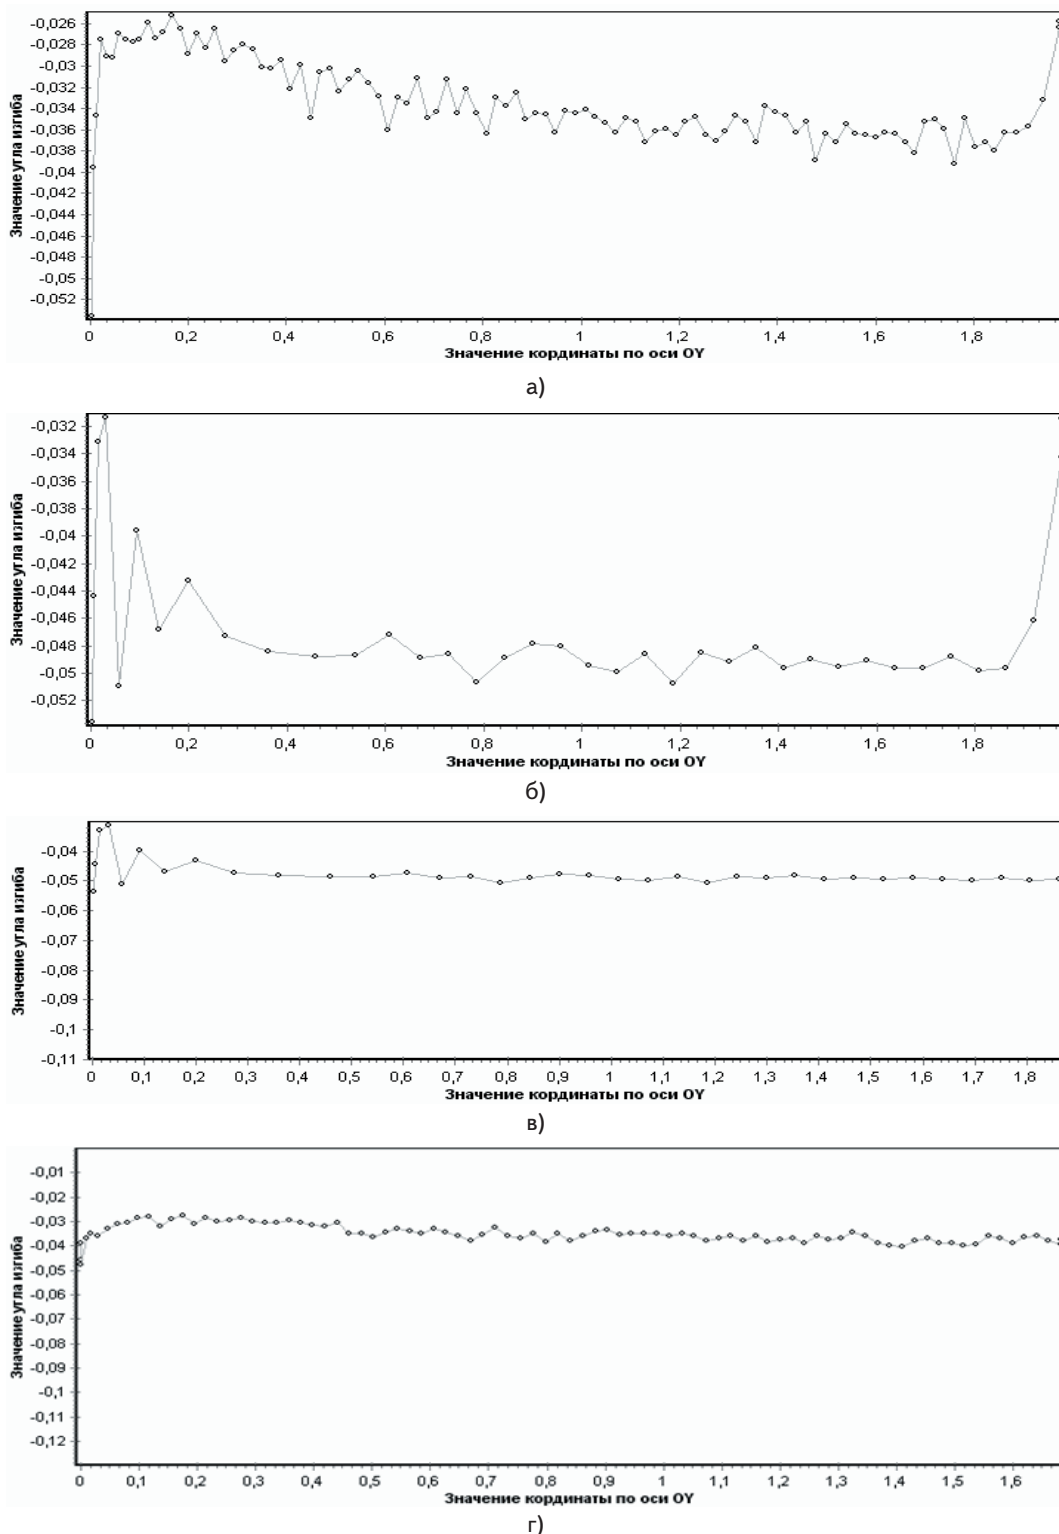 Значение угла изгиба
-0,026
-0,028
-0,03
-0,032
-0,034
-0,036
-0,038
-0,04
-0,042
-0,044
-0,046
-0,048
-0,05
-0,052
0 0,2 0,4 0,6 0,8 1 1,2 1,4 1,6 1,8
Значение кординаты по оси OY
а)
Значение угла изгиба
-0,032
-0,034
-0,036
-0,038
-0,04
-0,042
-0,044
-0,046
-0,048
-0,05
-0,052
0 0,2 0,4 0,6 0,8 1 1,2 1,4 1,6 1,8
Значение кординаты по оси OY
б)
Значение угла изгиба
-0,04
-0,05
-0,06
-0,07
-0,08
-0,09
-0,1
-0,11
0 0,1 0,2 0,3 0,4 0,5 0,6 0,7 0,8 0,9 1 1,1 1,2 1,3 1,4 1,5 1,6 1,7 1,8
Значение кординаты по оси OY
в)
Значение угла изгиба
-0,01
-0,02
-0,03
-0,04
-0,05
-0,06
-0,07
-0,08
-0,09
-0,1
-0,11
-0,12
0 0,1 0,2 0,3 0,4 0,5 0,6 0,7 0,8 0,9 1 1,1 1,2 1,3 1,4 1,5 1,6
Значение кординаты по оси OY
г)